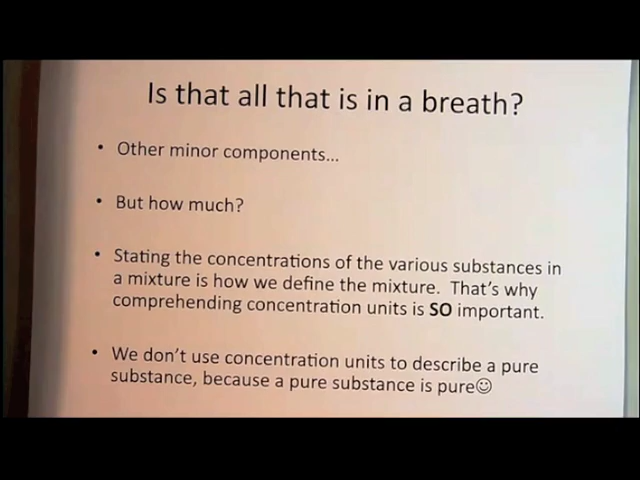 Is that all that is in a breath?
• Other minor components...
• But how much?
• Stating the concentrations of the various substances in
a mixture is how we define the mixture. That's why
comprehending concentration units is SO important.
• We don't use concentration units to describe a pure
substance, because a pure substance is pure☺